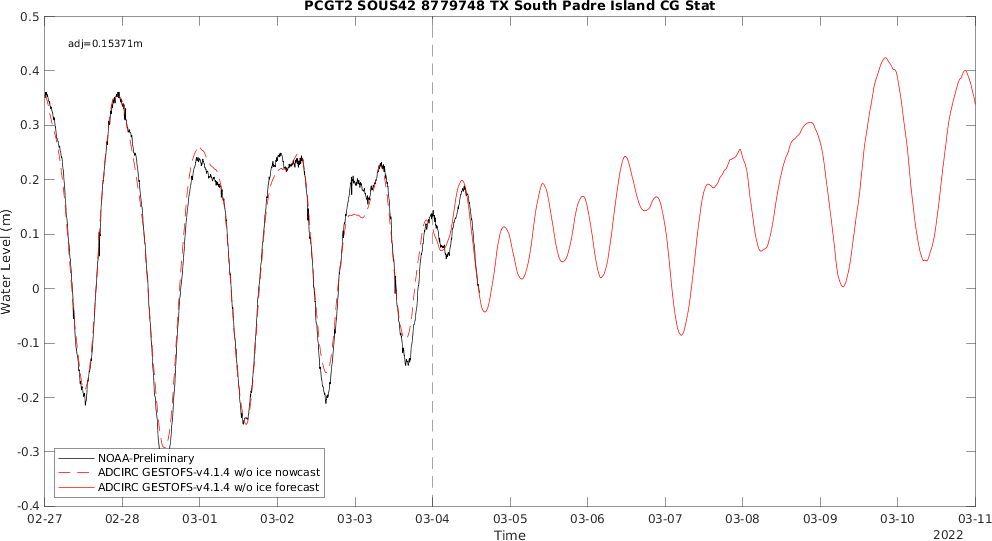 PCGT2 SOUS42 8779748 TX South Padre Island CG Stat
adj=0.15371m
0.5
0.4
0.3
0.2
0.1
0
-0.1
-0.2
-0.3
-0.4
Water Level (m)
NOAA-Preliminary
ADCIRC GESTOFS-v4.1.4 w/o ice nowcast
ADCIRC GESTOFS-v4.1.4 w/o ice forecast
02-27 02-28 03-01 03-02 03-03 03-04 03-05 03-06 03-07 03-08 03-09 03-10 03-11
Time
2022